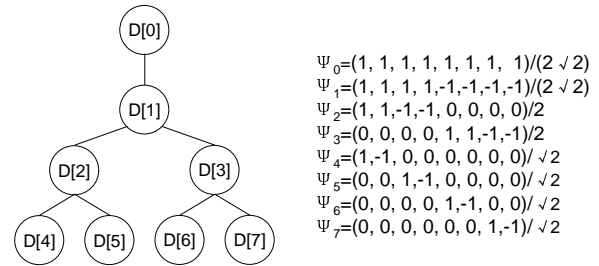 D[0]
D[1]
D[2] D[3]
D[4] D[5] D[6] D[7]
Ψ0=(1, 1, 1, 1, 1, 1, 1, 1)/(2 √2)
Ψ1=(1, 1, 1, 1,-1,-1,-1,-1)/(2 √2)
Ψ2=(1, 1,-1,-1, 0, 0, 0, 0)/2
Ψ3=(0, 0, 0, 0, 1, 1,-1,-1)/2
Ψ4=(1,-1, 0, 0, 0, 0, 0, 0)/ √2
Ψ5=(0, 0, 1,-1, 0, 0, 0, 0)/ √2
Ψ6=(0, 0, 0, 0, 1,-1, 0, 0)/ √2
Ψ7=(0, 0, 0, 0, 0, 0, 1,-1)/ √2